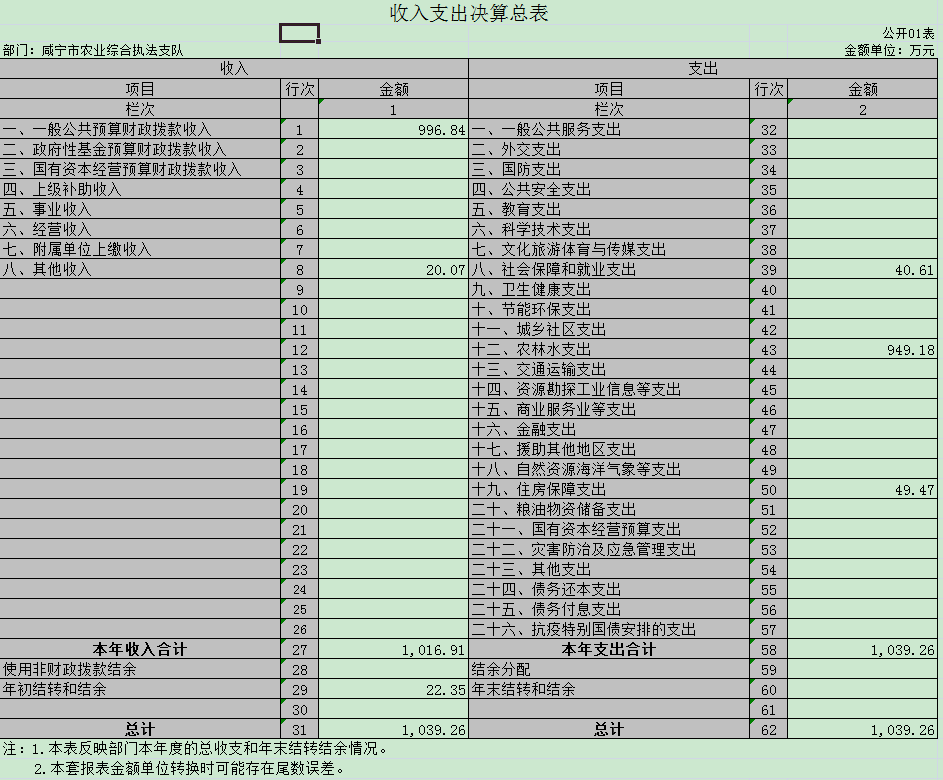 收入支出决算总表
公开01表
部门：咸宁市农业综合执法支队 金额单位：万元
收入 支出
项目 行次 金额 项目 行次 金额
栏次 1 栏次 2
一、一般公共预算财政拨款收入 1 996.84 一、一般公共服务支出 32
二、政府性基金预算财政拨款收入 2 二、外交支出 33
三、国有资本经营预算财政拨款收入 3 三、国防支出 34
四、上级补助收入 4 四、公共安全支出 35
五、事业收入 5 五、教育支出 36
六、经营收入 6 六、科学技术支出 37
七、附属单位上缴收入 7 七、文化旅游体育与传媒支出 38
八、其他收入 8 20.07 八、社会保障和就业支出 39 40.61
9 九、卫生健康支出 40
10 十、节能环保支出 41
11 十一、城乡社区支出 42
12 十二、农林水支出 43 949.18
13 十三、交通运输支出 44
14 十四、资源勘探工业信息等支出 45
15 十五、商业服务业等支出 46
16 十六、金融支出 47
17 十七、援助其他地区支出 48
18 十八、自然资源海洋气象等支出 49
19 十九、住房保障支出 50 49.47
20 二十、粮油物资储备支出 51
21 二十一、国有资本经营预算支出 52
22 二十二、灾害防治及应急管理支出 53
23 二十三、其他支出 54
24 二十四、债务还本支出 55
25 二十五、债务付息支出 56
26 二十六、抗疫特别国债安排的支出 57
本年收入合计 27 1,016.91 本年支出合计 58 1,039.26
使用非财政拨款结余 28 结余分配 59
年初结转和结余 29 22.35 年末结转和结余 60
30 61
总计 31 1,039.26 总计 62 1,039.26
注：1.本表反映部门本年度的总收支和年末结转结余情况。
2.本套报表金额单位转换时可能存在尾数误差。